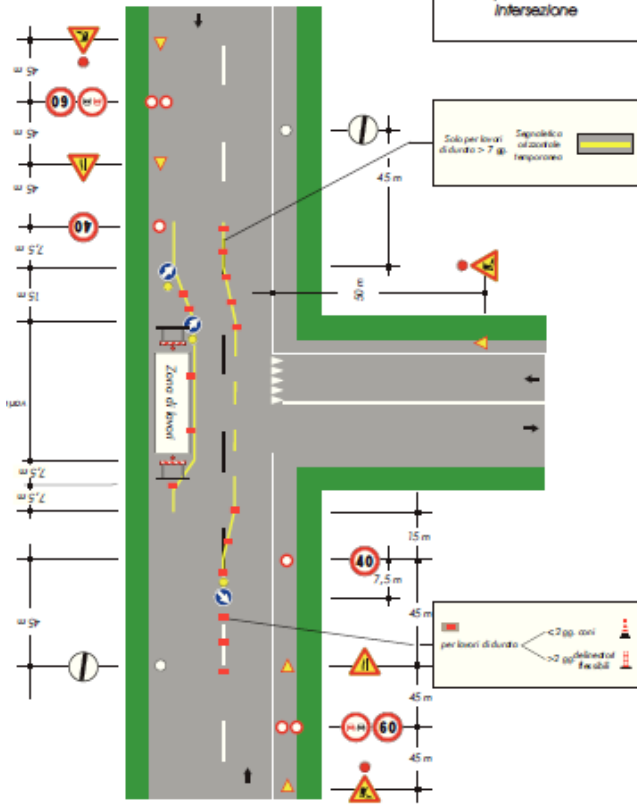 Intersezione
45 m
60
45 m
45 m
40
7,5 m
15 m
varia
7,5 m
7,5 m
45 m
Zona di lavori
45 m
50 m
Solo per lavori
di durata > 7 gg.
Segnaletica
orizzontale
temporanea
15 m
40
7,5 m
45 m
45 m
60
45 m
per lavori di durata
<2 gg. coni
>2 gg. delineatori
flessibili